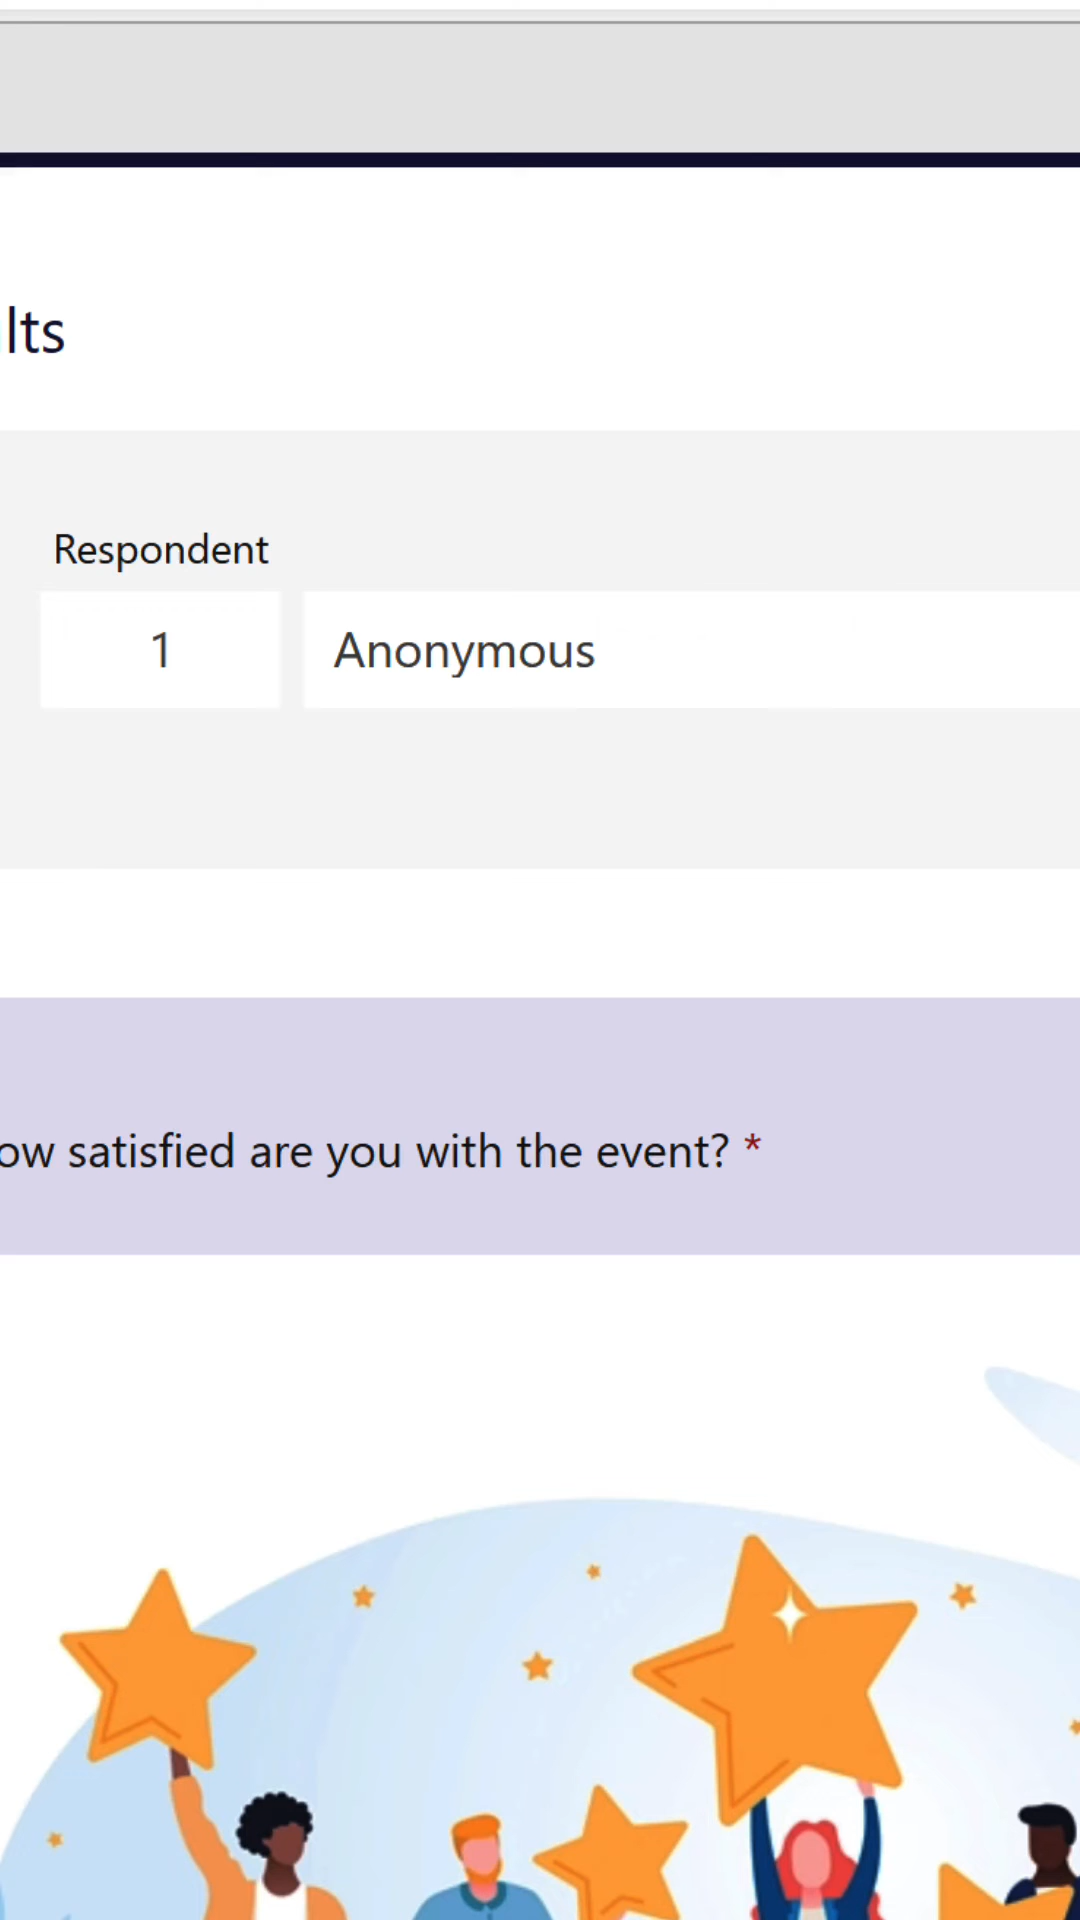 lts
Respondent
1
Anonymous
ow satisfied are you with the event? *